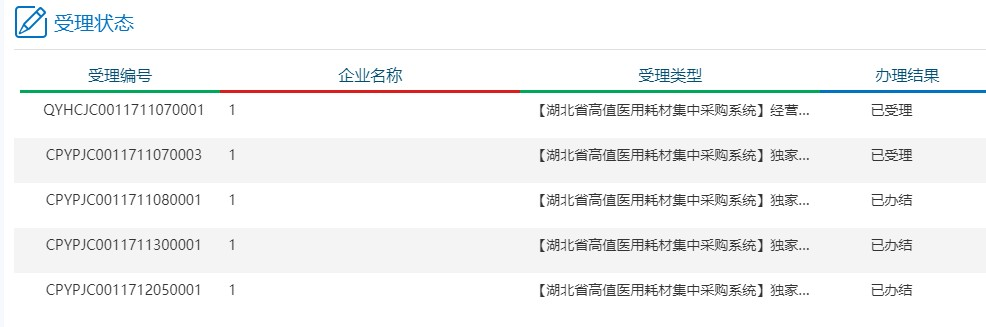 受理状态
受理编号 企业名称 受理类型 办理结果
QYHCJC0011711070001 1 【湖北省高值医用耗材集中采购系统】经营... 已受理
CPYPJC0011711070003 1 【湖北省高值医用耗材集中采购系统】独家... 已受理
CPYPJC0011711080001 1 【湖北省高值医用耗材集中采购系统】独家... 已办结
CPYPJC0011711300001 1 【湖北省高值医用耗材集中采购系统】独家... 已办结
CPYPJC0011712050001 1 【湖北省高值医用耗材集中采购系统】独家... 已办结